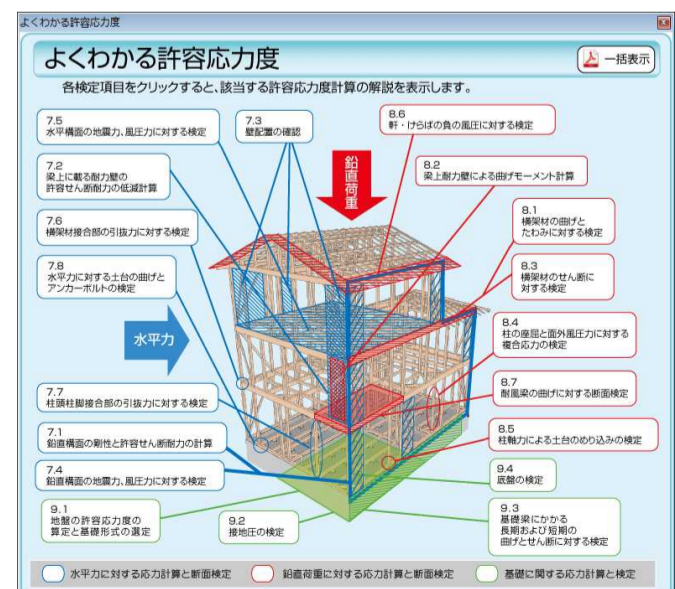 よくわかる許容応力度
よくわかる許容応力度
一括表示
各検定項目をクリックすると、該当する許容応力度計算の解説を表示します。
7.5
水平構面の地震力、風圧力に対する検定
7.3
壁配置の確認
8.6
軒・けらばの負の風圧に対する検定
7.2
梁上に載る耐力壁の
許容せん断耐力の低減計算
鉛直荷重
8.2
梁上耐力壁による曲げモーメント計算
7.6
横架材接合部の引抜力に対する検定
8.1
横架材の曲げと
たわみに対する検定
7.8
水平力に対する土台の曲げと
アンカーボルトの検定
8.3
横架材のせん断に
対する検定
水平力
8.4
柱の座屈と面外風圧力に対する
複合応力の検定
7.7
柱頭柱脚接合部の引抜力に対する検定
8.7
耐風梁の曲げに対する断面検定
7.1
鉛直構面の剛性と許容せん断耐力の計算
8.5
柱軸力による土台のめり込みの検定
7.4
鉛直構面の地震力、風圧力に対する検定
9.4
底盤の検定
9.1
地盤の許容応力度の
算定と基礎形式の選定
9.2
接地圧の検定
9.3
基礎梁にかかる
長期および短期の
曲げとせん断に対する検定
水平力に対する応力計算と断面検定
鉛直荷重に対する応力計算と断面検定
基礎に関する応力計算と検定